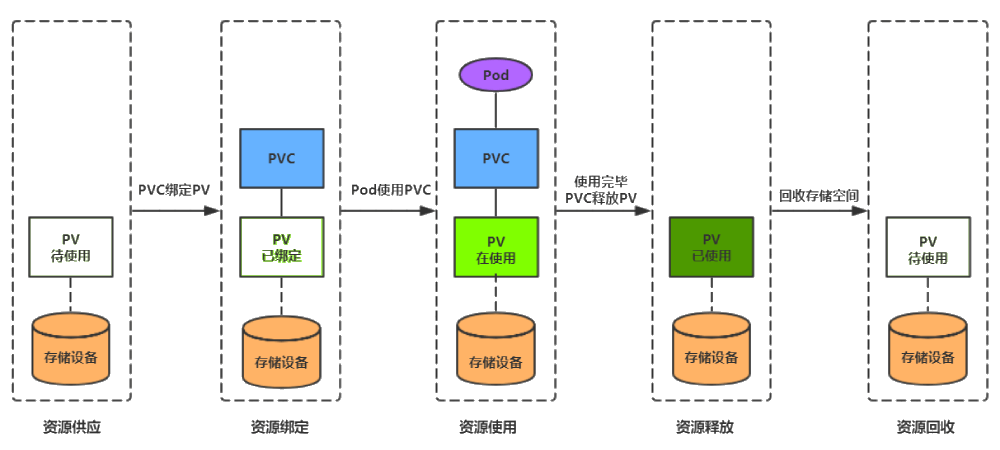 PV
待使用
存储设备
资源供应
PVC绑定PV
PVC
PV
已绑定
存储设备
资源绑定
Pod使用PVC
Pod
PVC
PV
在使用
存储设备
资源使用
使用完毕
PVC释放PV
PV
已使用
存储设备
资源释放
回收存储空间
PV
待使用
存储设备
资源回收